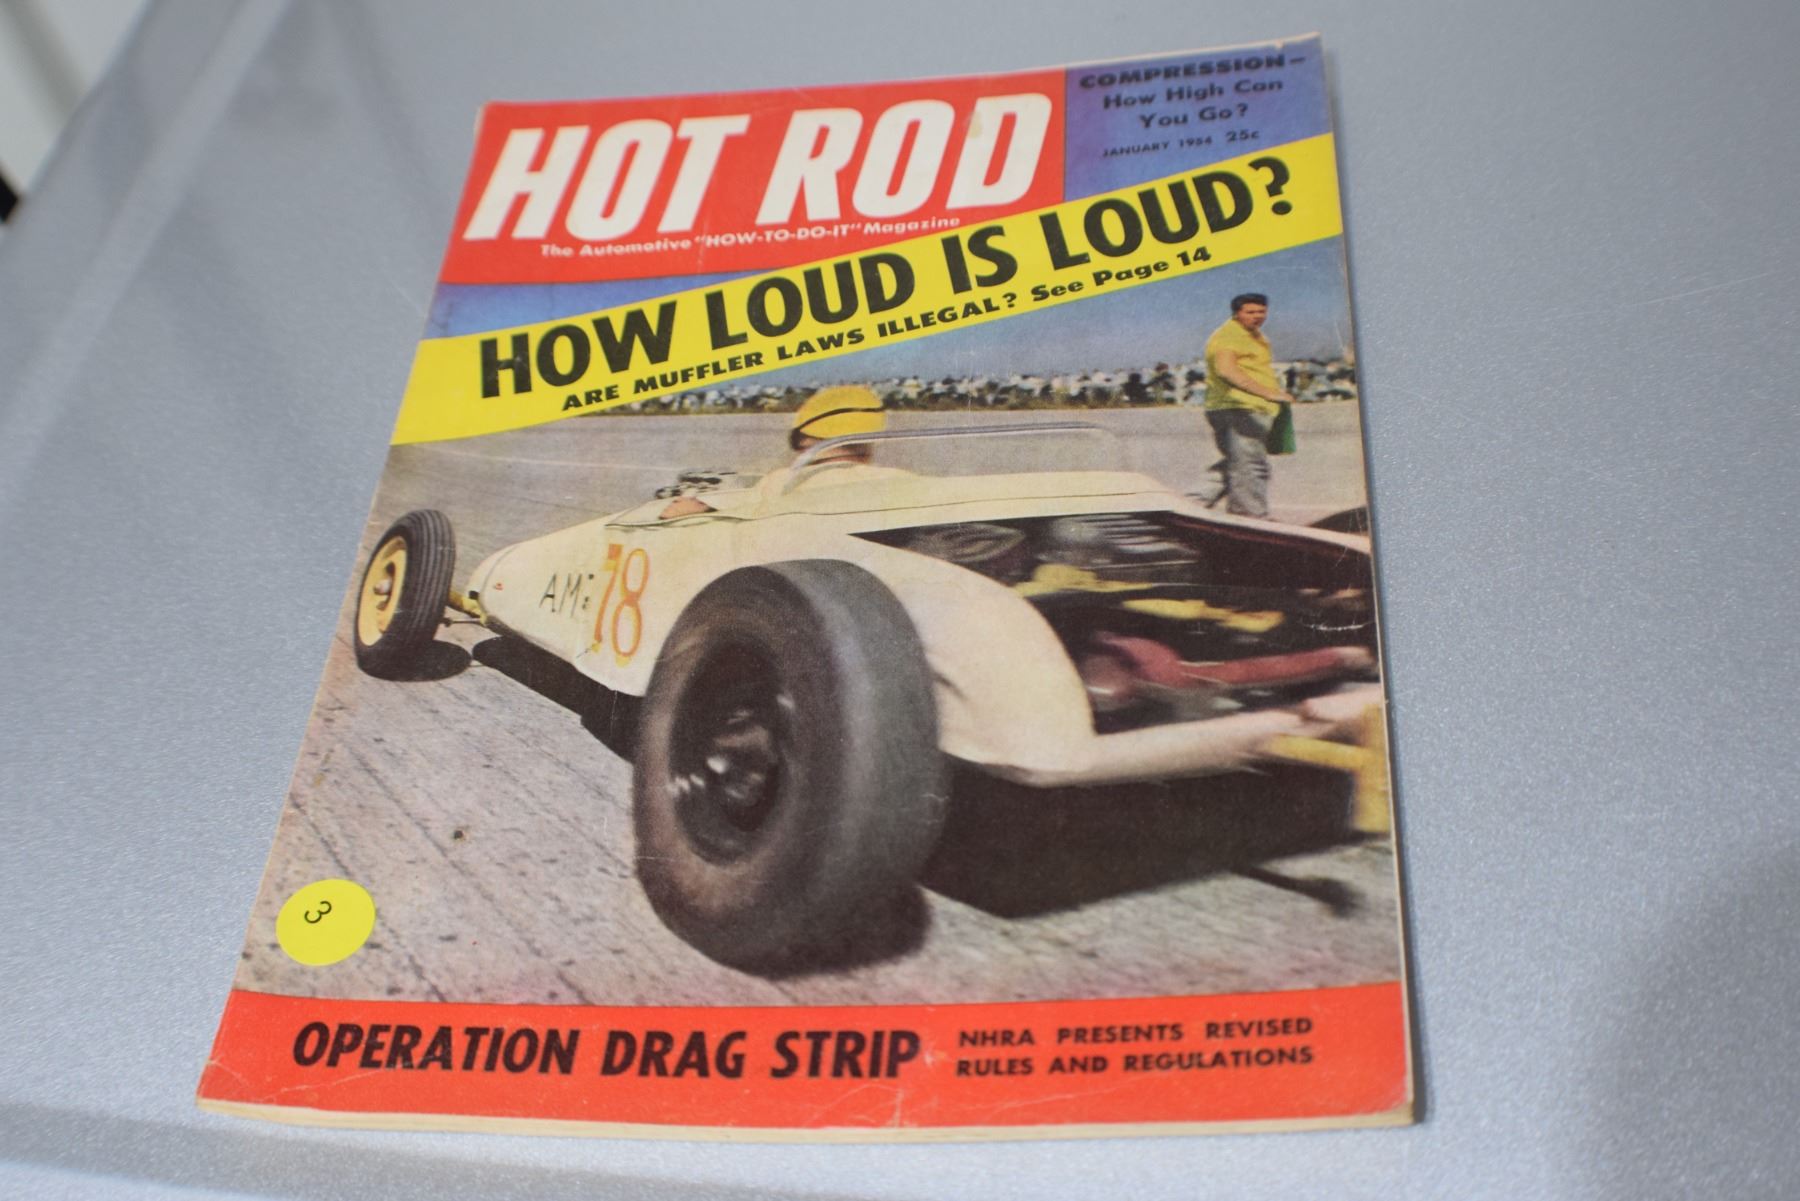 COMPRESSION—
How High Can
You Go?
JANUARY 1954 25c
HOT ROD
The Automotive "HOW-TO-DO-IT" Magazine
HOW LOUD IS LOUD?
ARE MUFFLER LAWS ILLEGAL? See Page 14
78
3
OPERATION DRAG STRIP
NHRA PRESENTS REVISED
RULES AND REGULATIONS